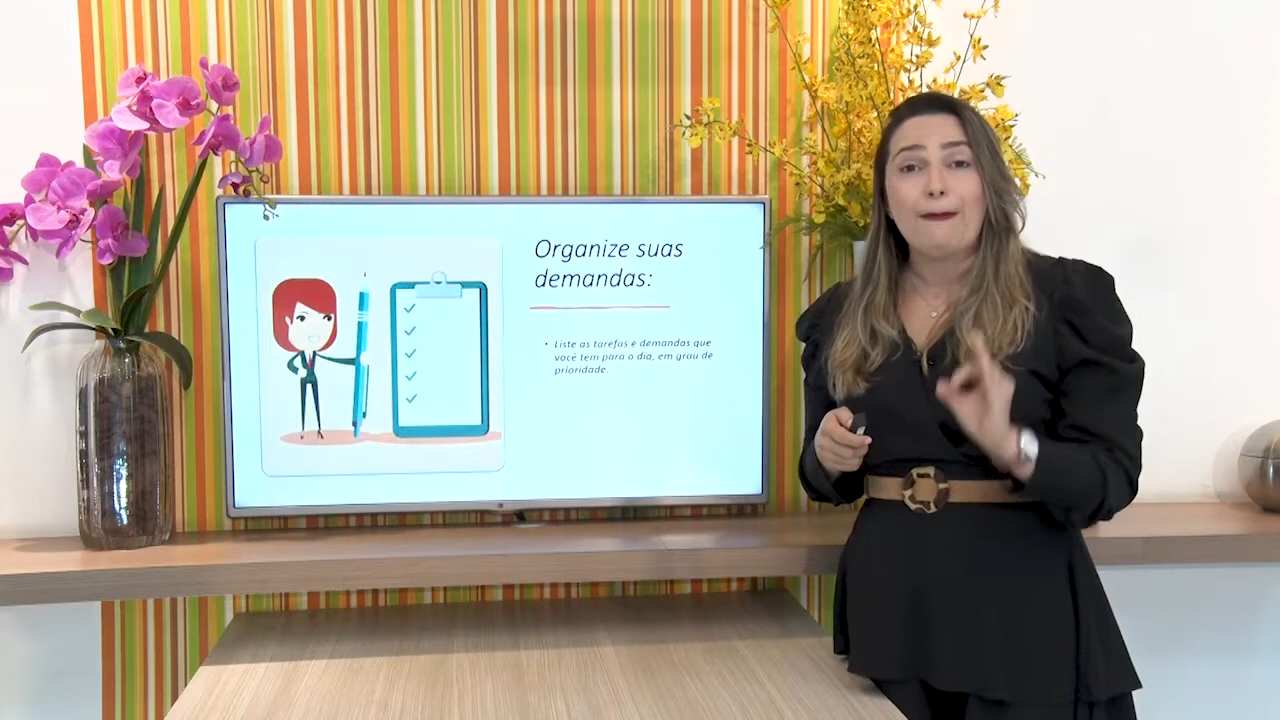 Organize suas
demandas:
• Liste as tarefas e demandas que
você tem para o dia, em grau de
prioridade.